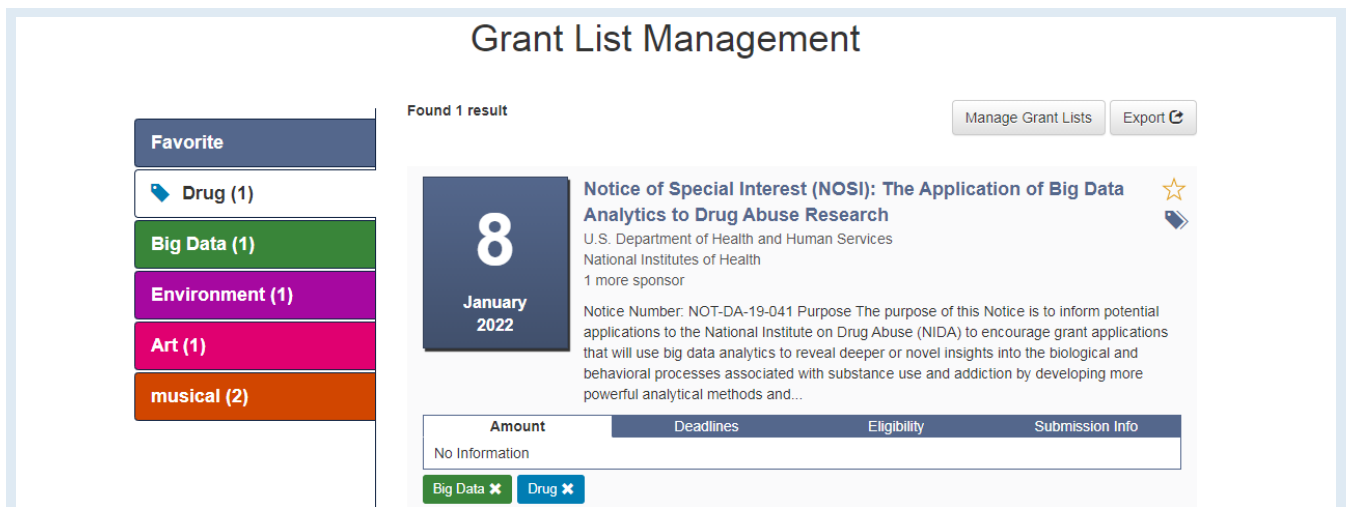 Grant List Management
Favorite
Drug (1)
Big Data (1)
Environment (1)
Art (1)
musical (2)
Found 1 result
Manage Grant Lists
Export
8
January
2022
Notice of Special Interest (NOSI): The Application of Big Data
Analytics to Drug Abuse Research
U.S. Department of Health and Human Services
National Institutes of Health
1 more sponsor
Notice Number: NOT-DA-19-041 Purpose The purpose of this Notice is to inform potential
applications to the National Institute on Drug Abuse (NIDA) to encourage grant applications
that will use big data analytics to reveal deeper or novel insights into the biological and
behavioral processes associated with substance use and addiction by developing more
powerful analytical methods and...
Amount
Deadlines
Eligibility
Submission Info
No Information
Big Data
Drug